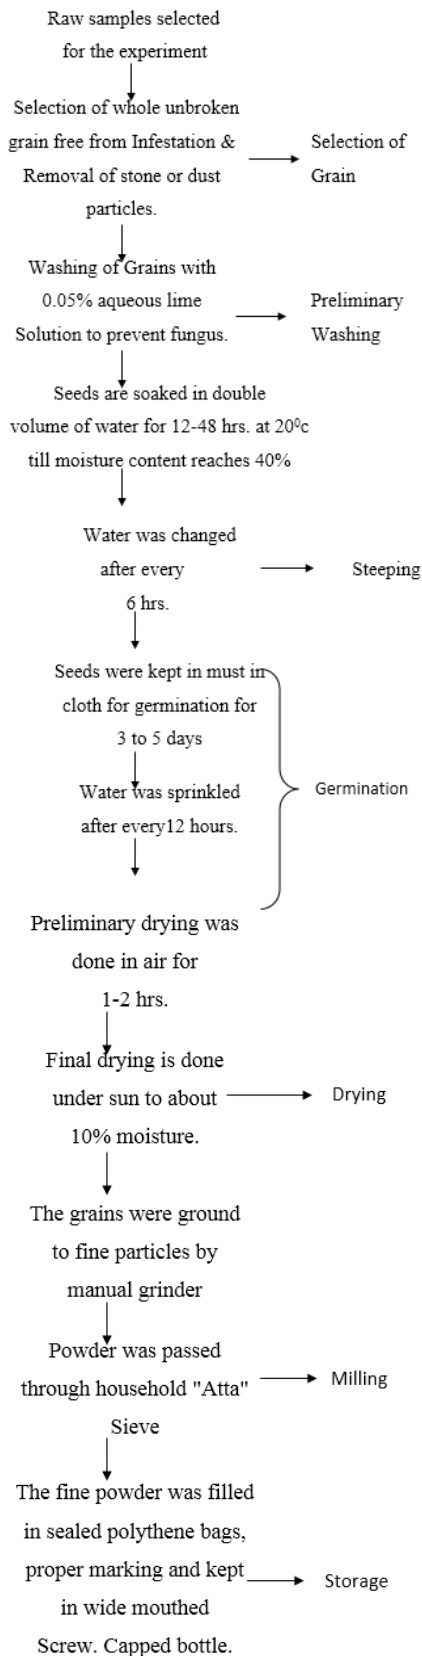 Raw samples selected
for the experiment
Selection of whole unbroken
grain free from Infestation &
Removal of stone or dust
particles.
Selection of
Grain
Washing of Grains with
0.05% aqueous lime
Solution to prevent fungus.
Preliminary
Washing
Seeds are soaked in double
volume of water for 12-48 hrs. at 20⁰c
till moisture content reaches 40%
Water was changed
after every
6 hrs.
Steeping
Seeds were kept in must in
cloth for germination for
3 to 5 days
Water was sprinkled
after every12 hours.
Germination
Preliminary drying was
done in air for
1-2 hrs.
Final drying is done
under sun to about
10% moisture.
Drying
The grains were ground
to fine particles by
manual grinder
Powder was passed
through household "Atta"
Sieve
Milling
The fine powder was filled
in sealed polythene bags,
proper marking and kept
in wide mouthed
Screw. Capped bottle.
Storage